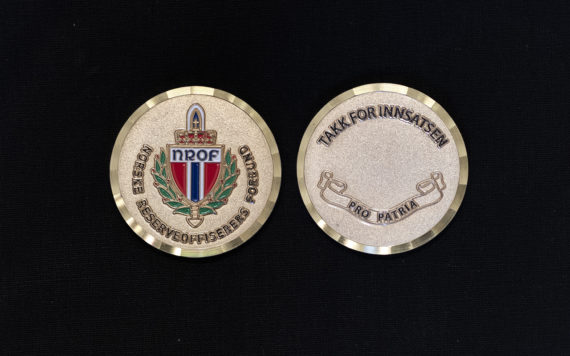 NROF
NORSKE RESERVEOFFISERERS FORBUND
TAKK FOR INNSATSEN
PRO PATRIA